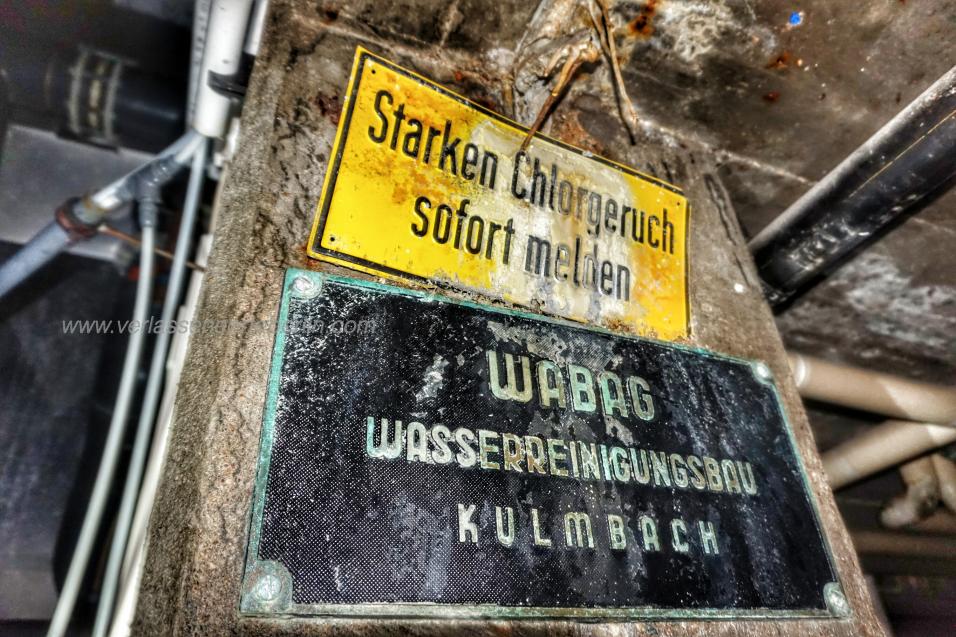 Starken Chlorgeruch
sofort melden
WABAG
WASSERREINIGUNGSBAU
KULMBACH